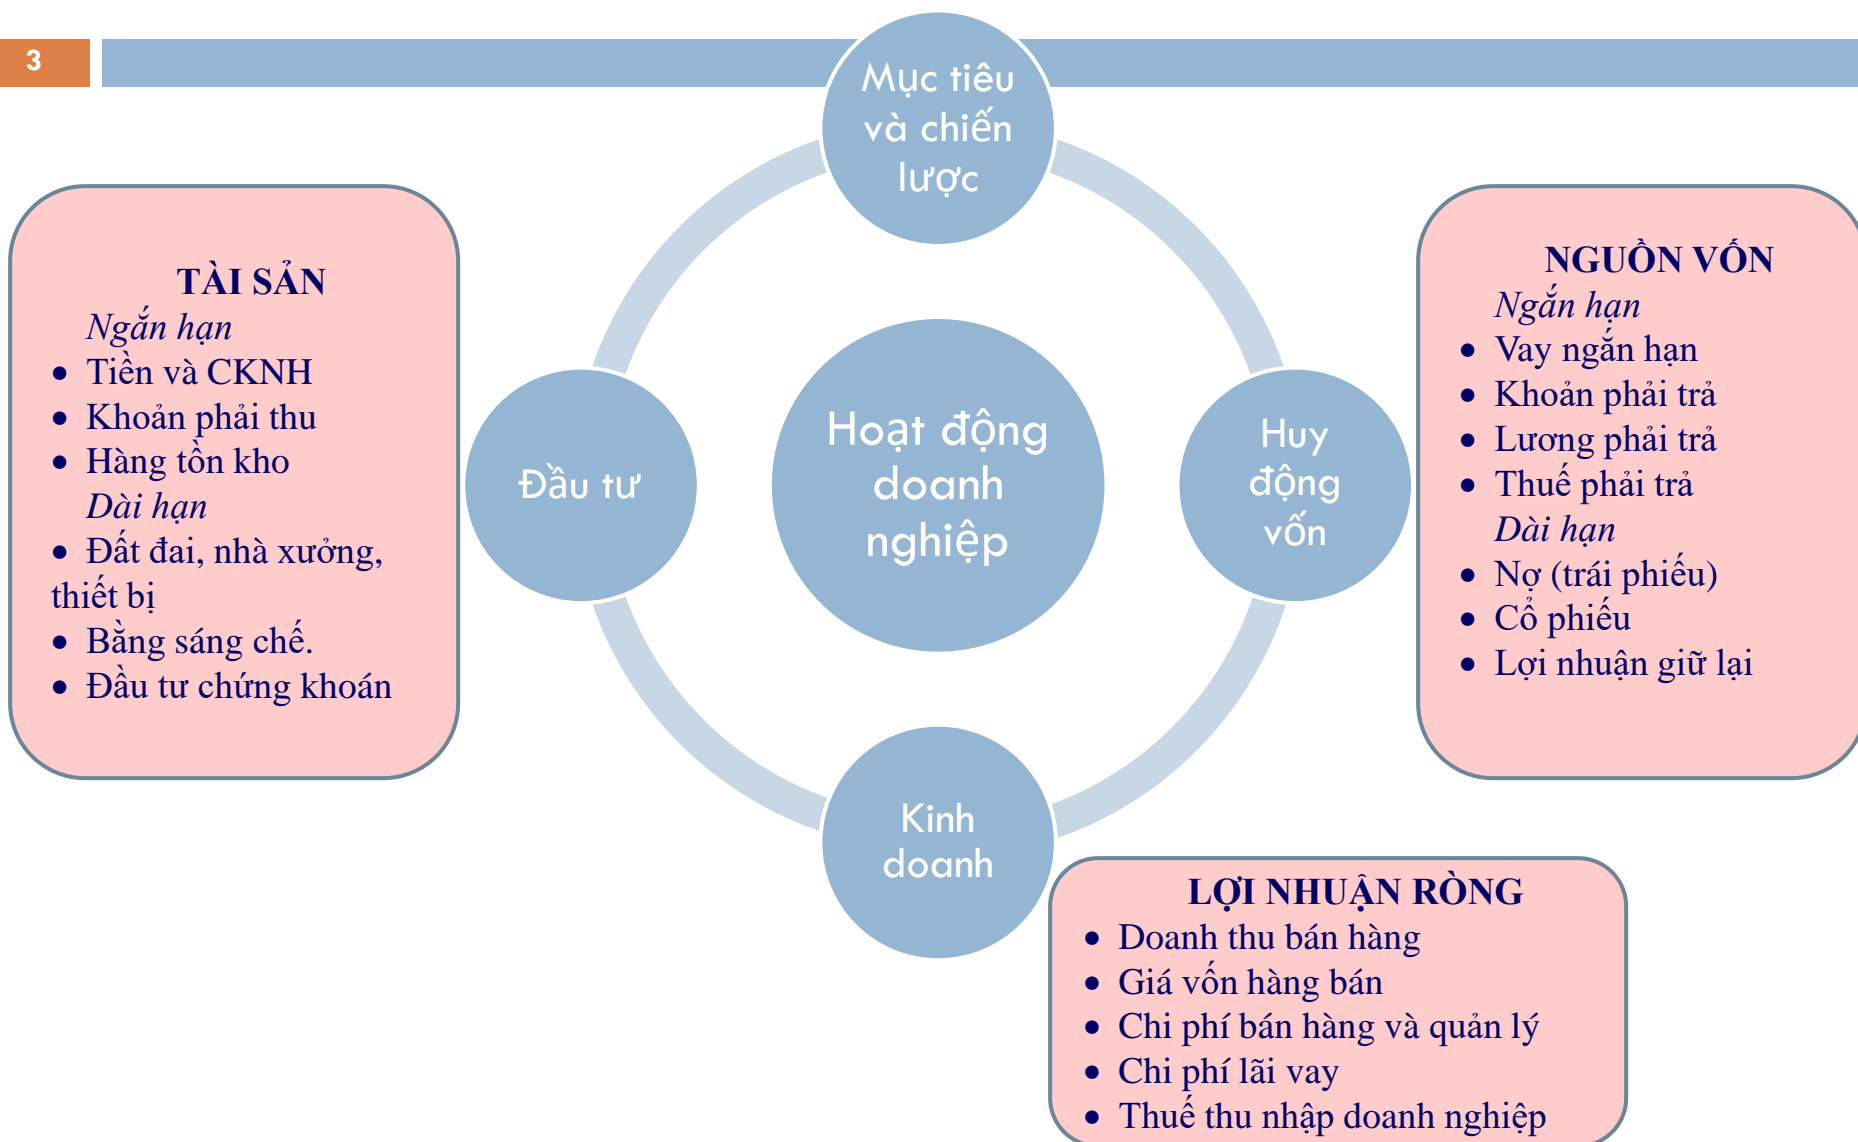 3
Mục tiêu
và chiến
lược
TÀI SẢN
Ngắn hạn
• Tiền và CKNH
• Khoản phải thu
• Hàng tồn kho
Dài hạn
• Đất đai, nhà xưởng,
thiết bị
• Bằng sáng chế.
• Đầu tư chứng khoán
Đầu tư
Hoạt động
doanh
nghiệp
Huy
động
vốn
NGUỒN VỐN
Ngắn hạn
• Vay ngắn hạn
• Khoản phải trả
• Lương phải trả
• Thuế phải trả
Dài hạn
• Nợ (trái phiếu)
• Cổ phiếu
• Lợi nhuận giữ lại
Kinh
doanh
LỢI NHUẬN RÒNG
• Doanh thu bán hàng
• Giá vốn hàng bán
• Chi phí bán hàng và quản lý
• Chi phí lãi vay
• Thuế thu nhập doanh nghiệp